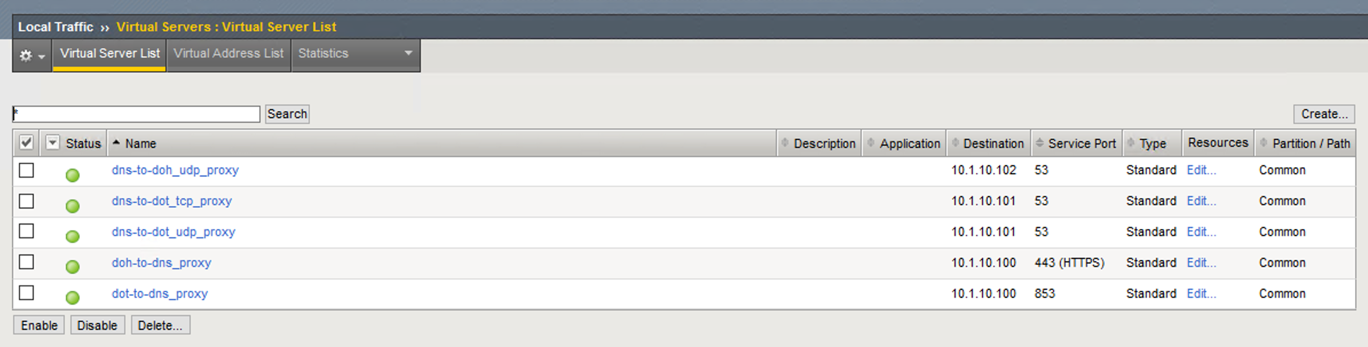 Local Traffic ›› Virtual Servers : Virtual Server List
Virtual Server List Virtual Address List Statistics
* Search Create...
Status Name Description Application Destination Service Port Type Resources Partition / Path
dns-to-doh_udp_proxy 10.1.10.102 53 Standard Edit... Common
dns-to-dot_tcp_proxy 10.1.10.101 53 Standard Edit... Common
dns-to-dot_udp_proxy 10.1.10.101 53 Standard Edit... Common
doh-to-dns_proxy 10.1.10.100 443 (HTTPS) Standard Edit... Common
dot-to-dns_proxy 10.1.10.100 853 Standard Edit... Common
Enable Disable Delete...